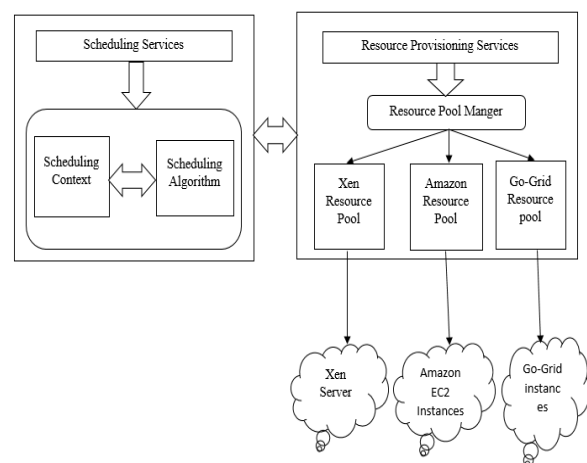 Scheduling Services
Scheduling
Context
Scheduling
Algorithm
Resource Provisioning Services
Resource Pool Manger
Xen
Resource
Pool
Amazon
Resource
Pool
Go-Grid
Resource
pool
Xen
Server
Amazon
EC2
Instances
Go-Grid
instanc
es